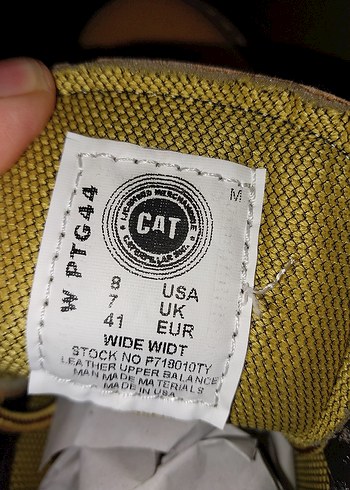 M
LICENSED MERCHANDISE
CAT
CATERPILLAR INC.
W PTG44
8 USA
7 UK
41 EUR
WIDE WIDT
STOCK NO P718010TY
LEATHER UPPER BALANCE
MAN MADE MATERIALS
MADE IN USA